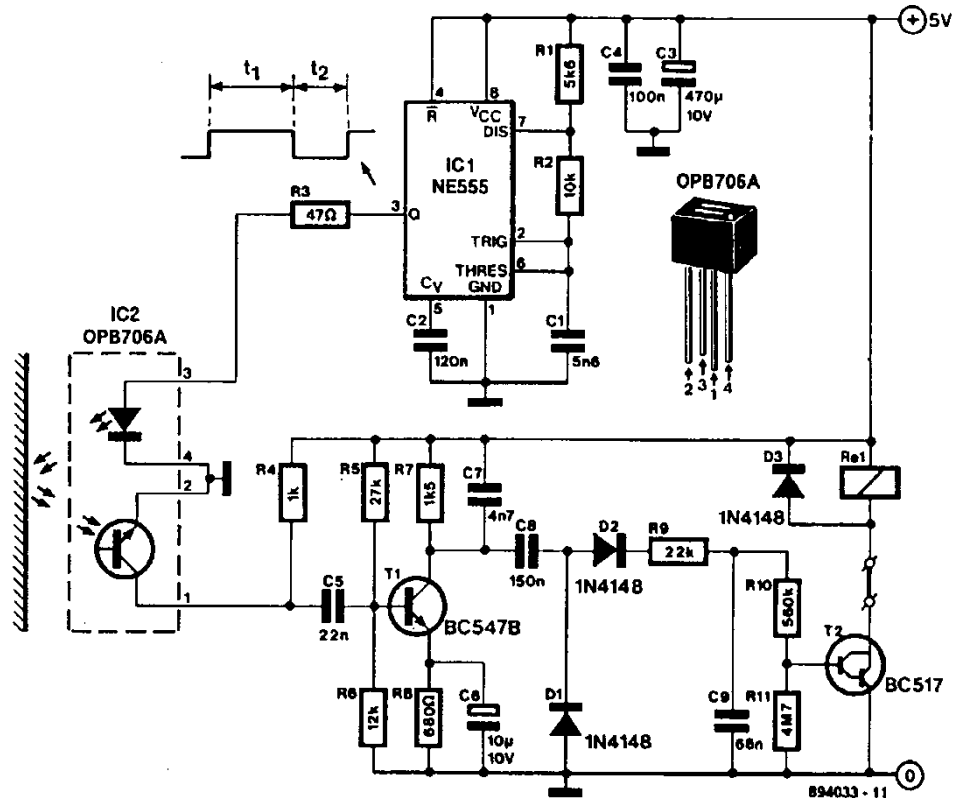 + 5V
t1 t2
R1
5k6
C4
100n
C3
470µ
10V
4 8
R VCC
DIS 7
IC1
NE555
R2
10k
OPB706A
R3
47Ω
3 Q
TRIG 2
THRES 6
CV GND
5 1
C2
120n
C1
5n6
2 3 1 4
IC2
OPB706A
3
4
2
1
R4
1k
R5
27k
R7
1k5
C7
4n7
D3
1N4148
Re1
C8
150n
D2
1N4148
R9
22k
R10
560k
C5
22n
T1
BC547B
T2
BC517
R6
12k
R8
680Ω
C6
10µ
10V
D1
1N4148
C9
68n
R11
4M7
0
894033 - 11